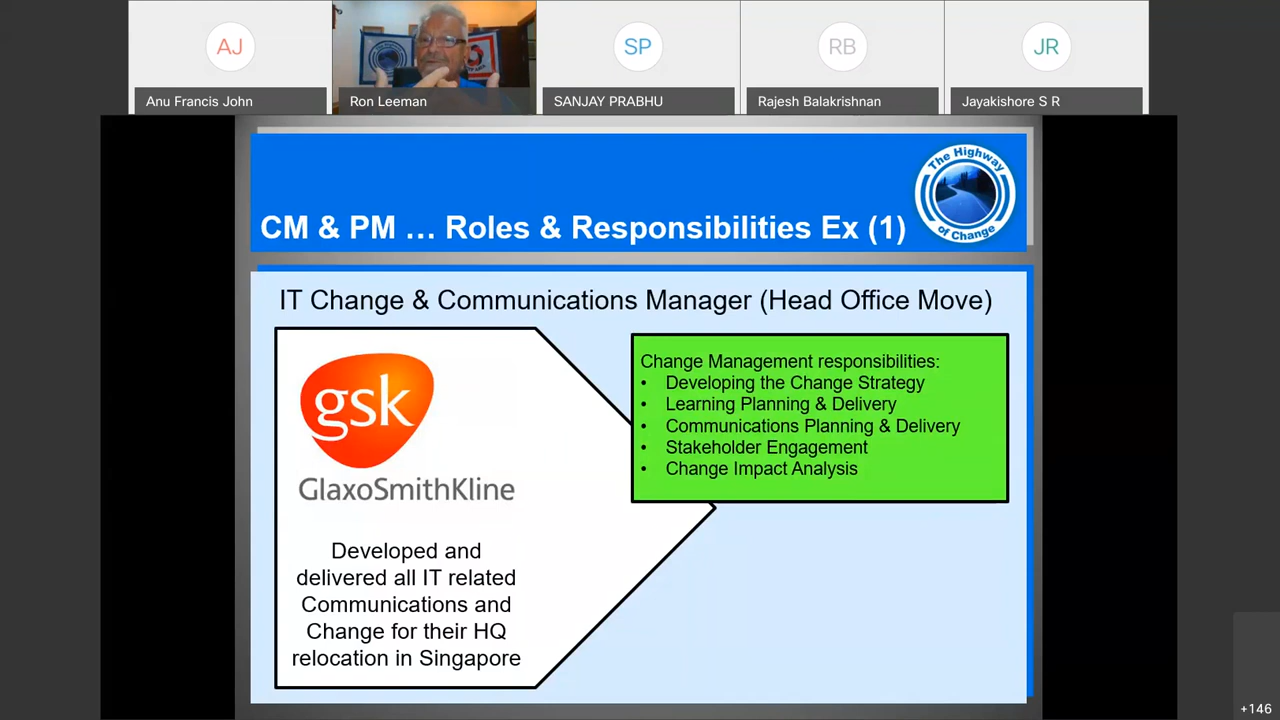 AJ
Anu Francis John
Ron Leeman
SP
SANJAY PRABHU
RB
Rajesh Balakrishnan
JR
Jayakishore S R
CM & PM … Roles & Responsibilities Ex (1)
The Highway
of Change
IT Change & Communications Manager (Head Office Move)
gsk
GlaxoSmithKline
Developed and
delivered all IT related
Communications and
Change for their HQ
relocation in Singapore
Change Management responsibilities:
• Developing the Change Strategy
• Learning Planning & Delivery
• Communications Planning & Delivery
• Stakeholder Engagement
• Change Impact Analysis
+146